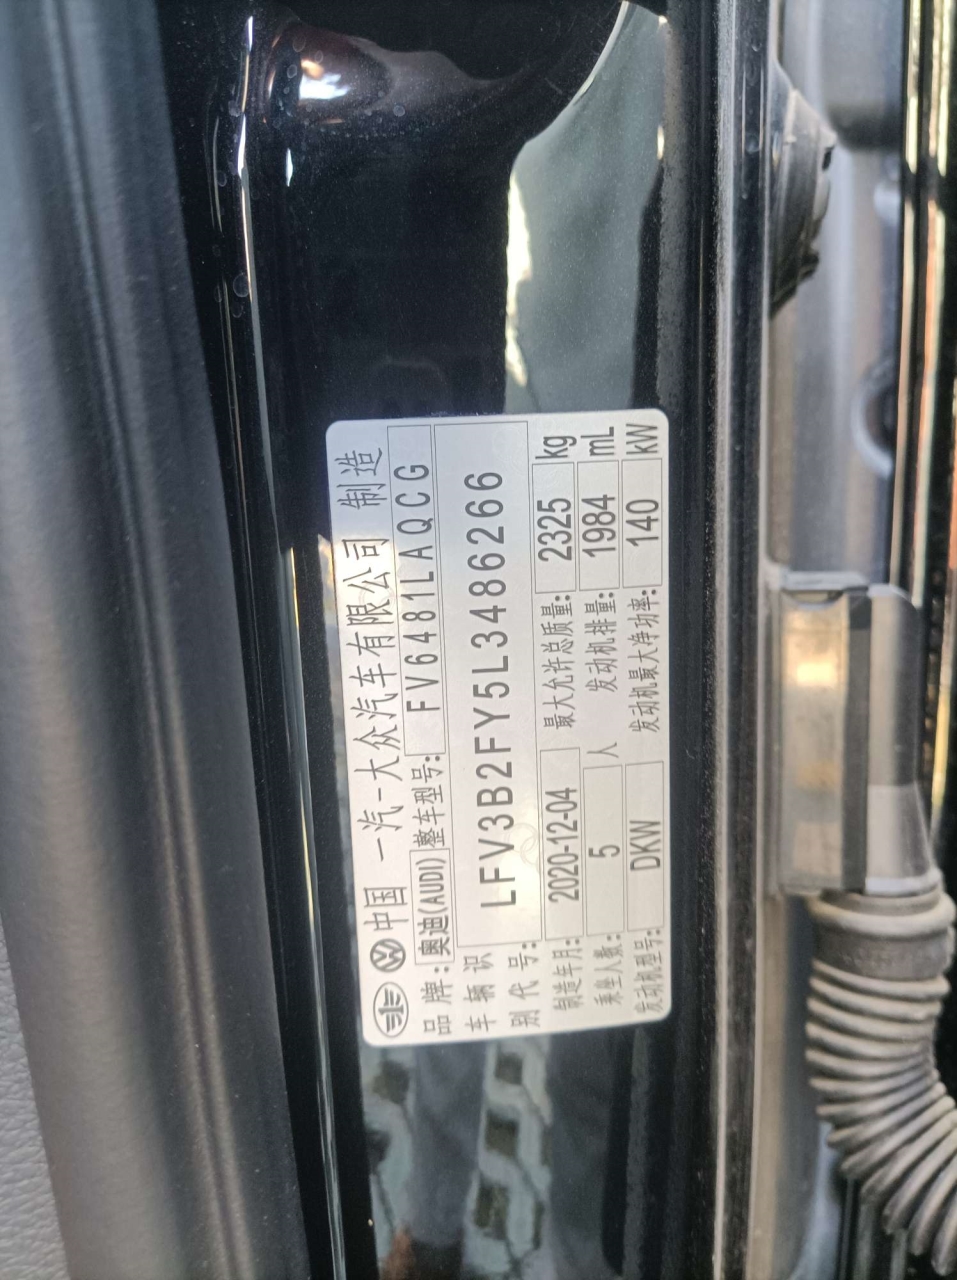 中国 一汽-大众汽车有限公司 制造
品牌: 奥迪(AUDI) 整车型号: FV6481LAQCG
车辆识别代号: LFV3B2FY5L3486266
制造年月: 2020-12-04 最大允许总质量: 2325 kg
乘坐人数: 5 人 发动机排量: 1984 mL
发动机型号: DKW 发动机最大净功率: 140 kW